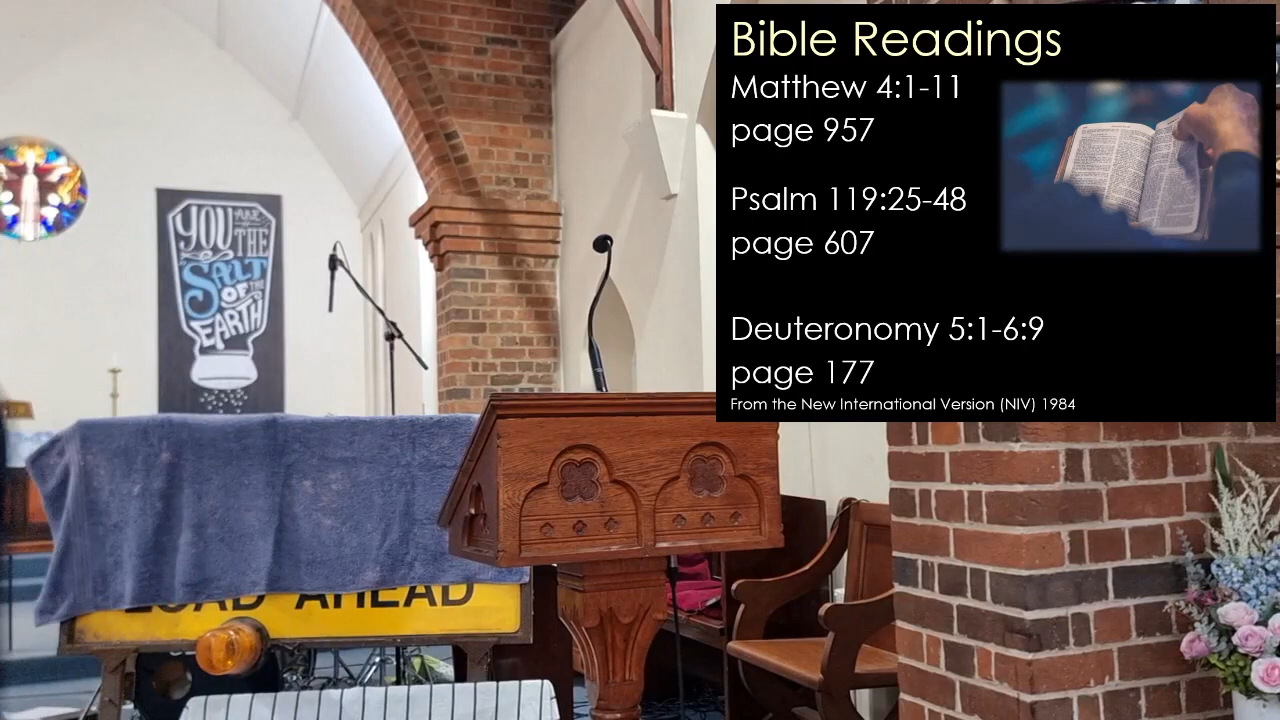 YOU ARE
THE
SALT
OF THE
EARTH
AHEAD
Bible Readings
Matthew 4:1-11
page 957
Psalm 119:25-48
page 607
Deuteronomy 5:1-6:9
page 177
From the New International Version (NIV) 1984